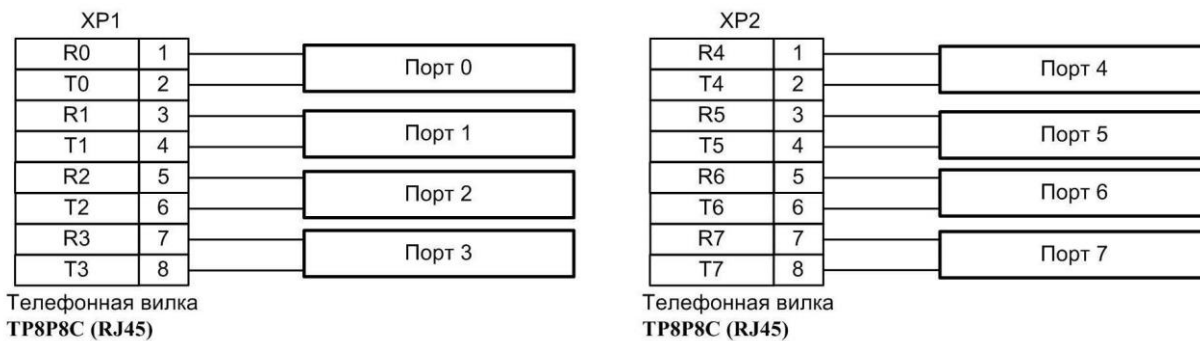 XP1
R0 1
T0 2
Порт 0
R1 3
T1 4
Порт 1
R2 5
T2 6
Порт 2
R3 7
T3 8
Порт 3
Телефонная вилка
TP8P8C (RJ45)
XP2
R4 1
T4 2
Порт 4
R5 3
T5 4
Порт 5
R6 5
T6 6
Порт 6
R7 7
T7 8
Порт 7
Телефонная вилка
TP8P8C (RJ45)